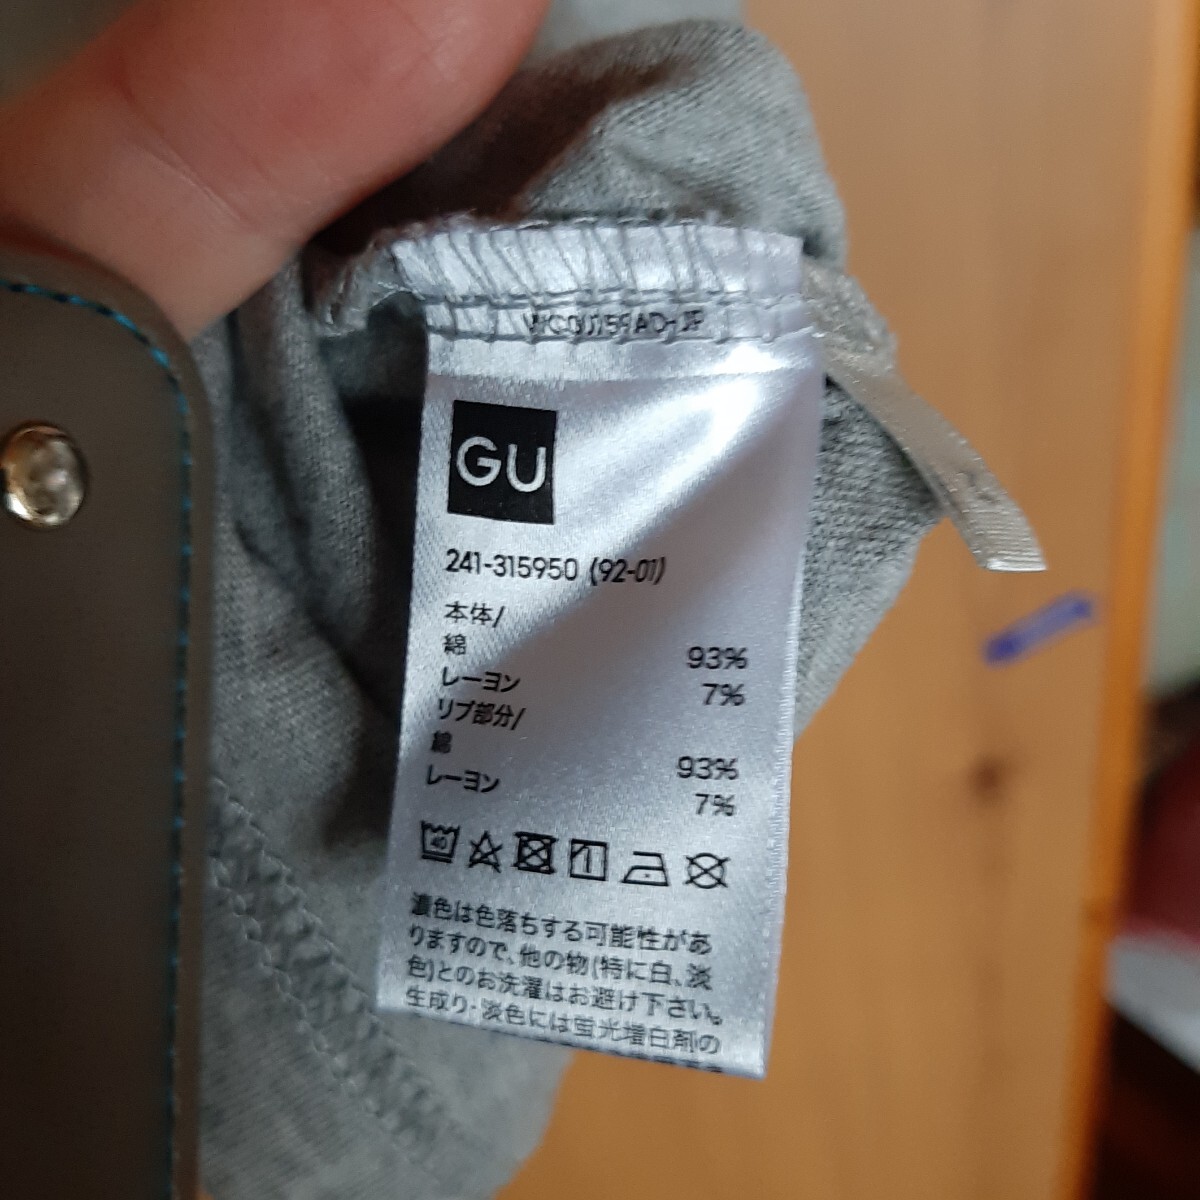 GU
241-315950 (92-01)
本体/
綿 93%
レーヨン 7%
リブ部分/
綿 93%
レーヨン 7%
40
濃色は色落ちする可能性があ
りますので、他の物(特に白、淡
色)とのお洗濯はお避け下さい。
生成り・淡色には蛍光増白剤の